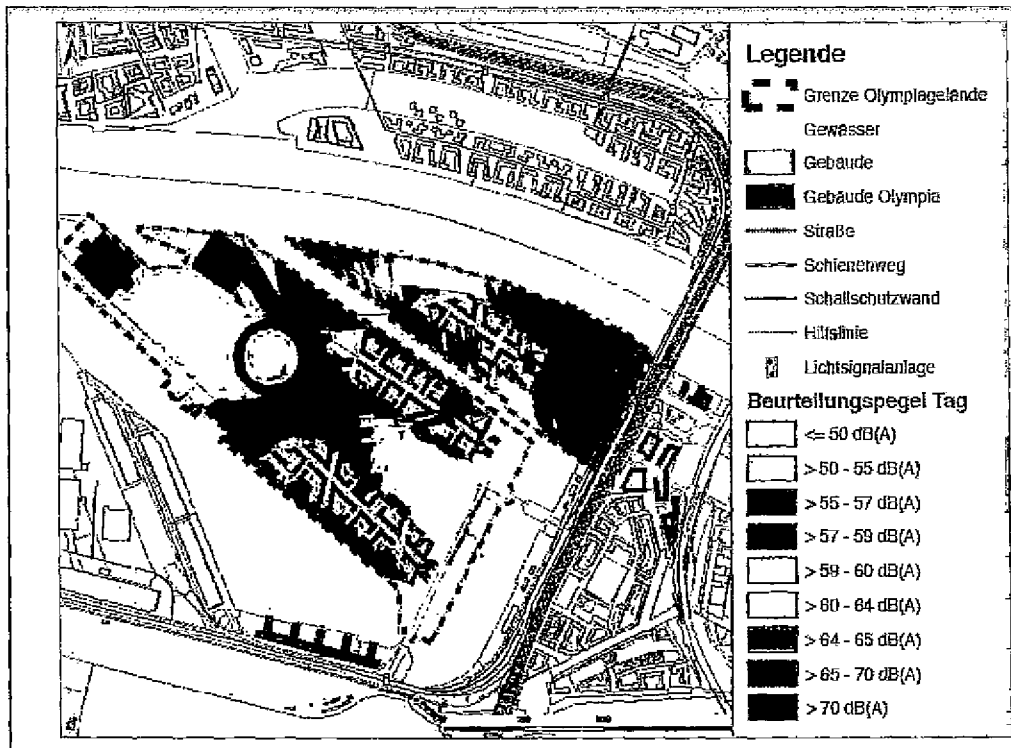 Legende
Grenze Olympiagelände
Gewässer
Gebäude
Gebäude Olympia
Straße
Schienenweg
Schallschutzwand
Hilfslinie
Lichtsignalanlage
Beurteilungspegel Tag
<= 50 dB(A)
> 50 - 55 dB(A)
> 55 - 57 dB(A)
> 57 - 59 dB(A)
> 59 - 60 dB(A)
> 60 - 64 dB(A)
> 64 - 65 dB(A)
> 65 - 70 dB(A)
> 70 dB(A)